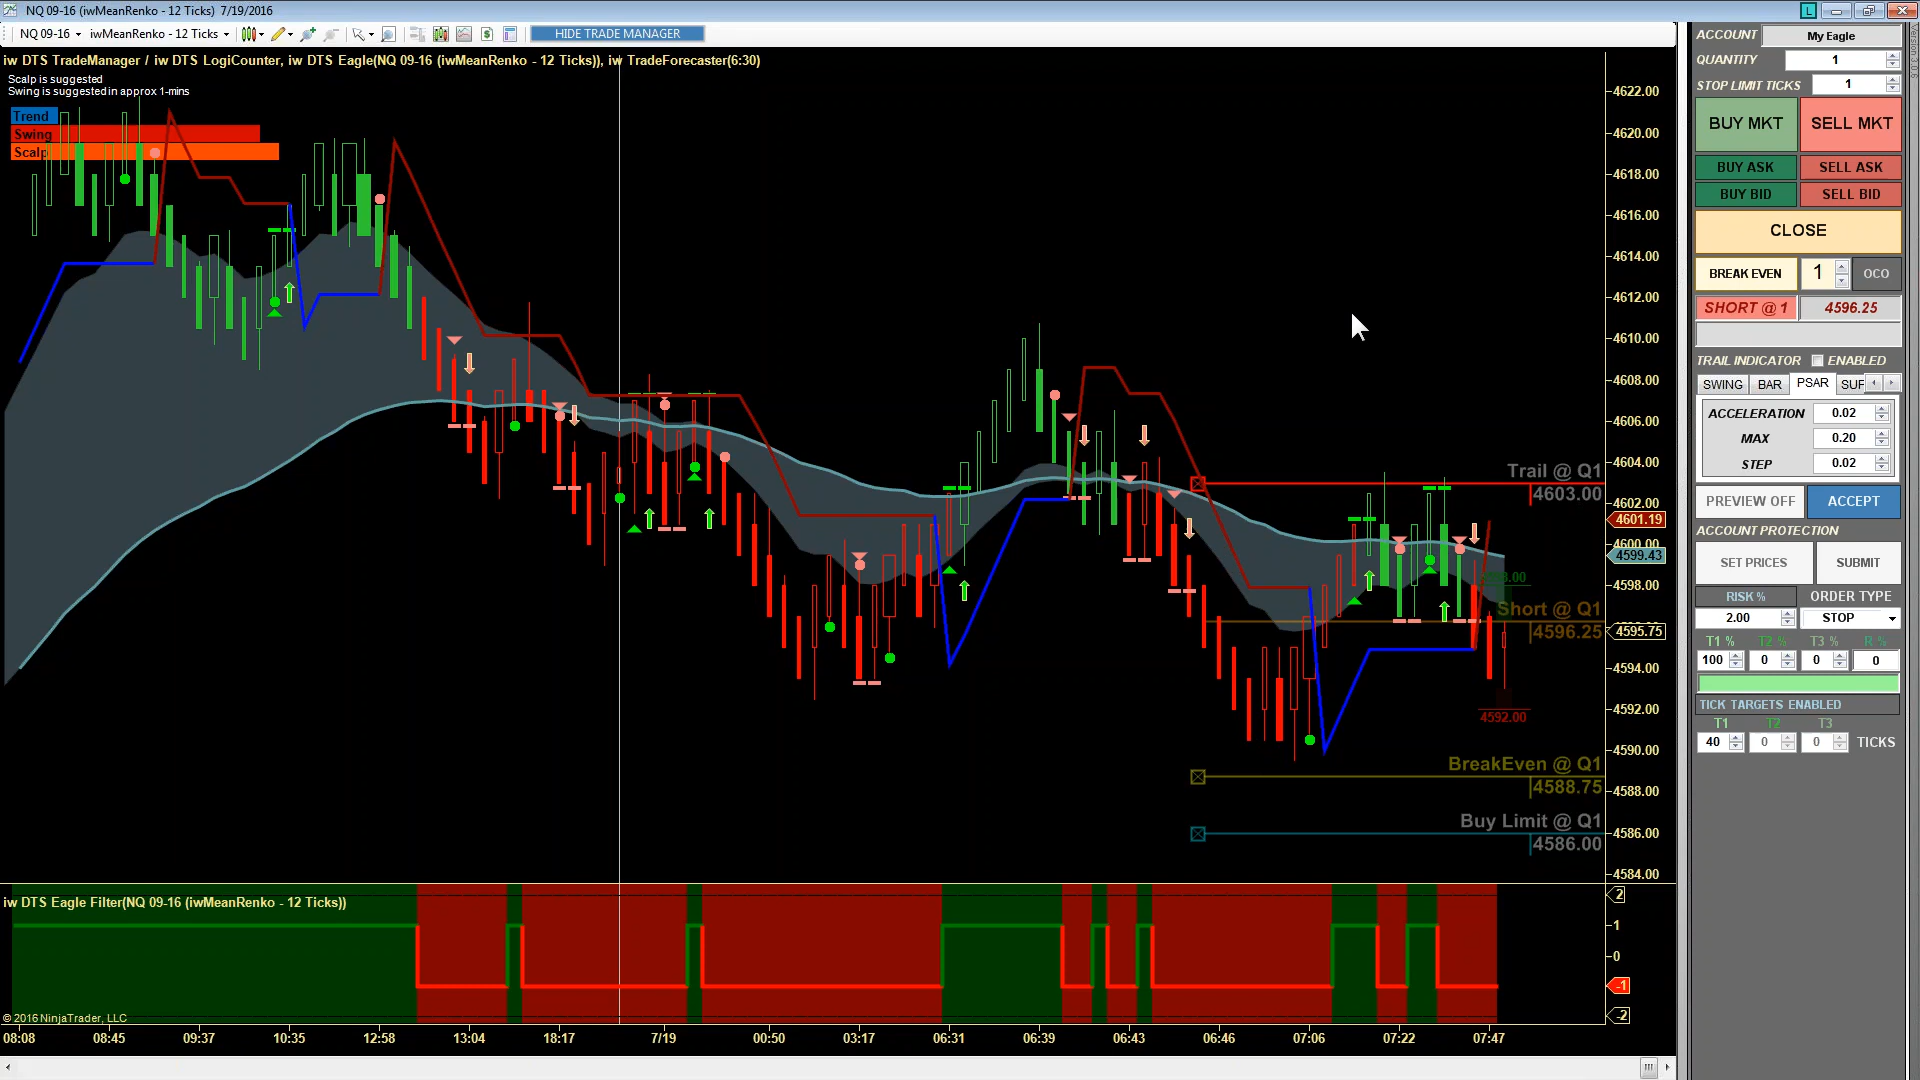 NQ 09-16 (iwMeanRenko - 12 Ticks)  7/19/2016
L
NQ 09-16 iwMeanRenko - 12 Ticks HIDE TRADE MANAGER
iw DTS TradeManager / iw DTS LogiCounter, iw DTS Eagle(NQ 09-16 (iwMeanRenko - 12 Ticks)), iw TradeForecaster(6:30)
Scalp is suggested
Swing is suggested in approx 1-mins
Trend
Swing
Scalp
4622.00
4620.00
4618.00
4616.00
4614.00
4612.00
4610.00
4608.00
4606.00
4604.00
4602.00
4601.19
4600.00
4599.43
4598.00
4595.75
4594.00
4592.00
4590.00
4588.00
4586.00
4584.00
Trail @ Q1
4603.00
Short @ Q1
4596.25
4592.00
BreakEven @ Q1
4588.75
Buy Limit @ Q1
4586.00
iw DTS Eagle Filter(NQ 09-16 (iwMeanRenko - 12 Ticks))
2
1
0
-1
-2
© 2016 NinjaTrader, LLC
08:08 08:45 09:37 10:35 12:58 13:04 18:17 7/19 00:50 03:17 06:31 06:39 06:43 06:46 07:06 07:22 07:47
ACCOUNT My Eagle
QUANTITY 1
STOP LIMIT TICKS 1
BUY MKT SELL MKT
BUY ASK SELL ASK
BUY BID SELL BID
CLOSE
BREAK EVEN 1 OCO
SHORT @ 1 4596.25
TRAIL INDICATOR ENABLED
SWING BAR PSAR SUF
ACCELERATION 0.02
MAX 0.20
STEP 0.02
PREVIEW OFF ACCEPT
ACCOUNT PROTECTION
SET PRICES SUBMIT
RISK % ORDER TYPE
2.00 STOP
T1 % T2 % T3 % R %
100 0 0 0
TICK TARGETS ENABLED
T1 T2 T3
40 0 0 TICKS